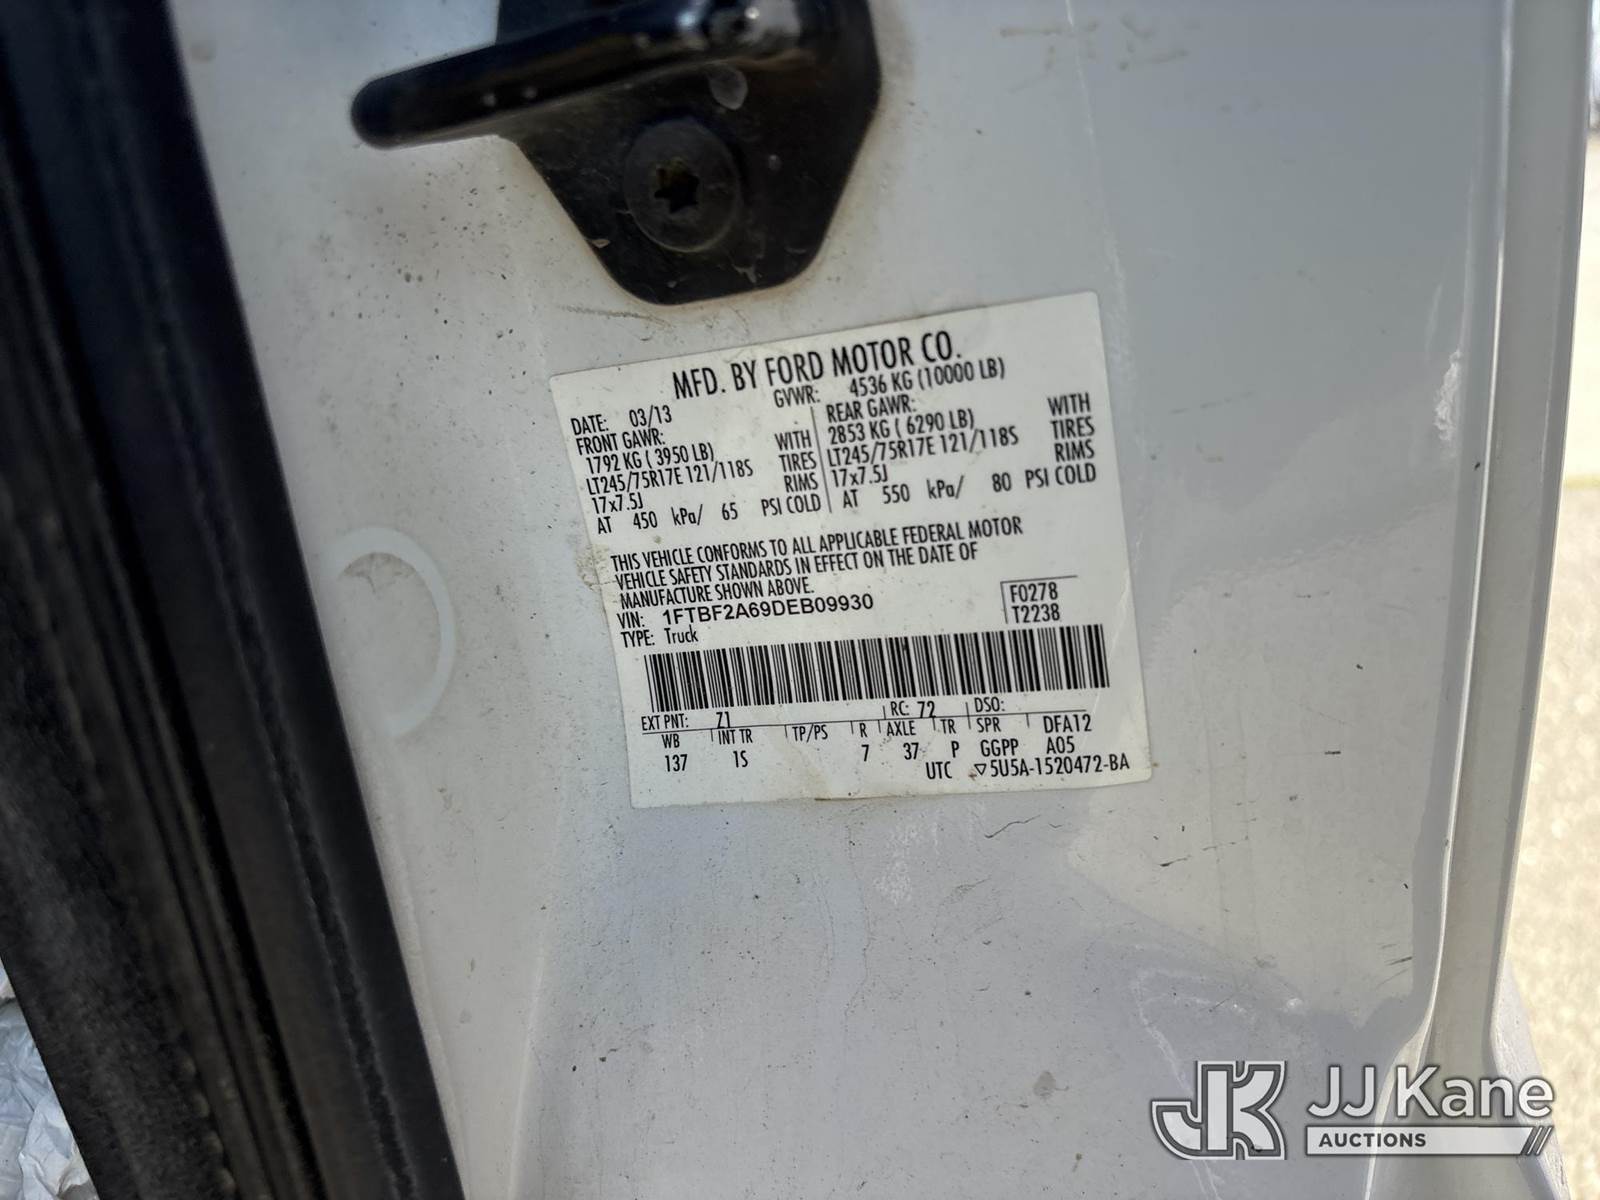 MFD. BY FORD MOTOR CO.
DATE: 03/13 GVWR: 4536 KG (10000 LB)
FRONT GAWR: WITH
1792 KG ( 3950 LB) TIRES
LT245/75R17E 121/118S RIMS
17x7.5J
AT 450 kPa/ 65 PSI COLD
REAR GAWR: WITH
2853 KG ( 6290 LB) TIRES
LT245/75R17E 121/118S RIMS
17x7.5J
AT 550 kPa/ 80 PSI COLD
THIS VEHICLE CONFORMS TO ALL APPLICABLE FEDERAL MOTOR
VEHICLE SAFETY STANDARDS IN EFFECT ON THE DATE OF
MANUFACTURE SHOWN ABOVE.
VIN: 1FTBF2A69DEB09930
TYPE: Truck
F0278
T2238
EXT PNT: Z1 RC: 72 DSO:
WB INT TR TP/PS R AXLE TR SPR DFA12
137 1S 7 37 P GGPP A05
UTC ▽5U5A-1520472-BA
JK JJ Kane
AUCTIONS